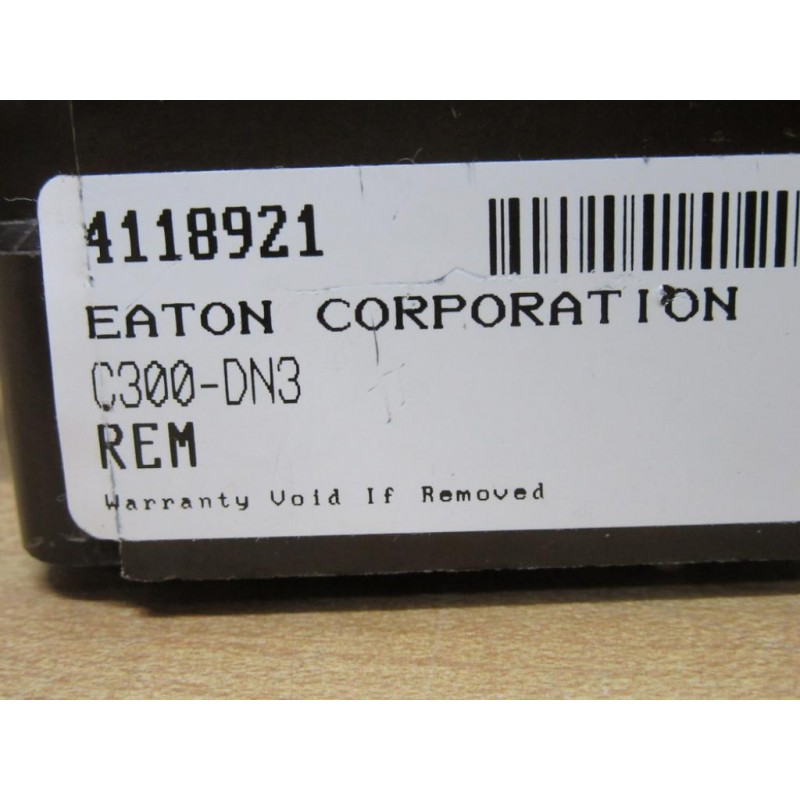 4118921
EATON CORPORATION
C300-DN3
REM
Warranty Void If Removed